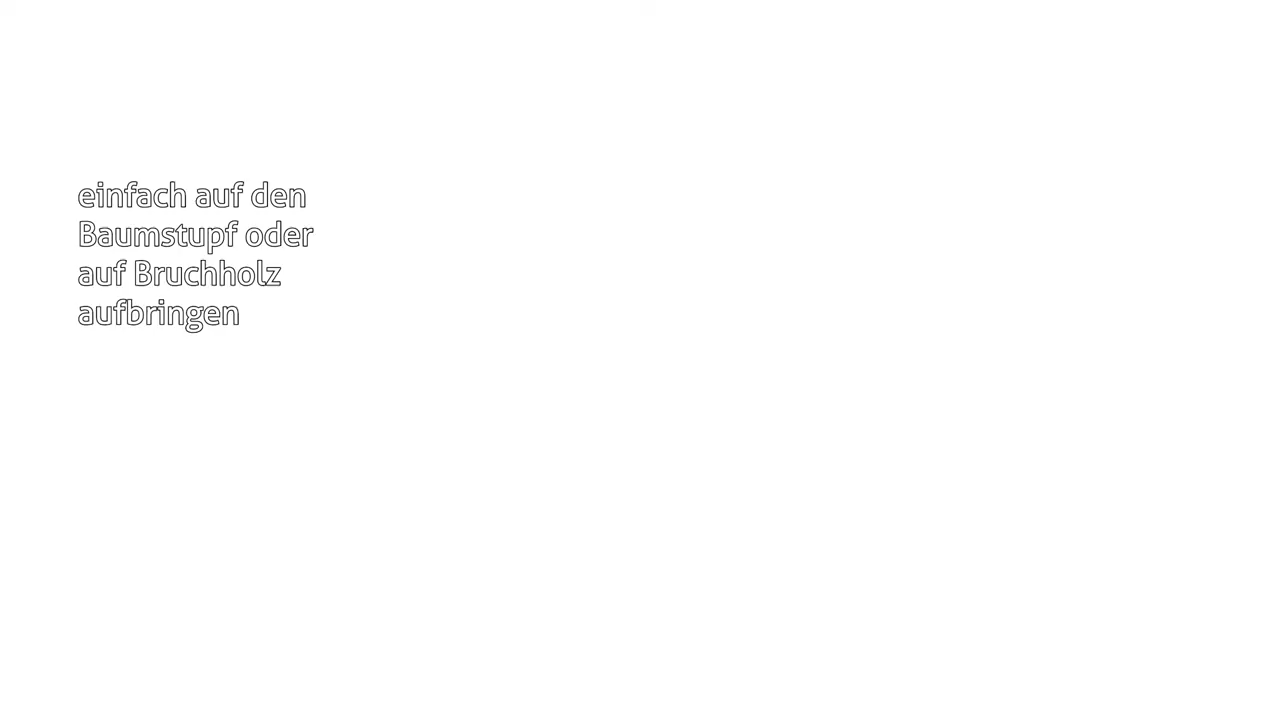 einfach auf den
Baumstupf oder
auf Bruchholz
aufbringen